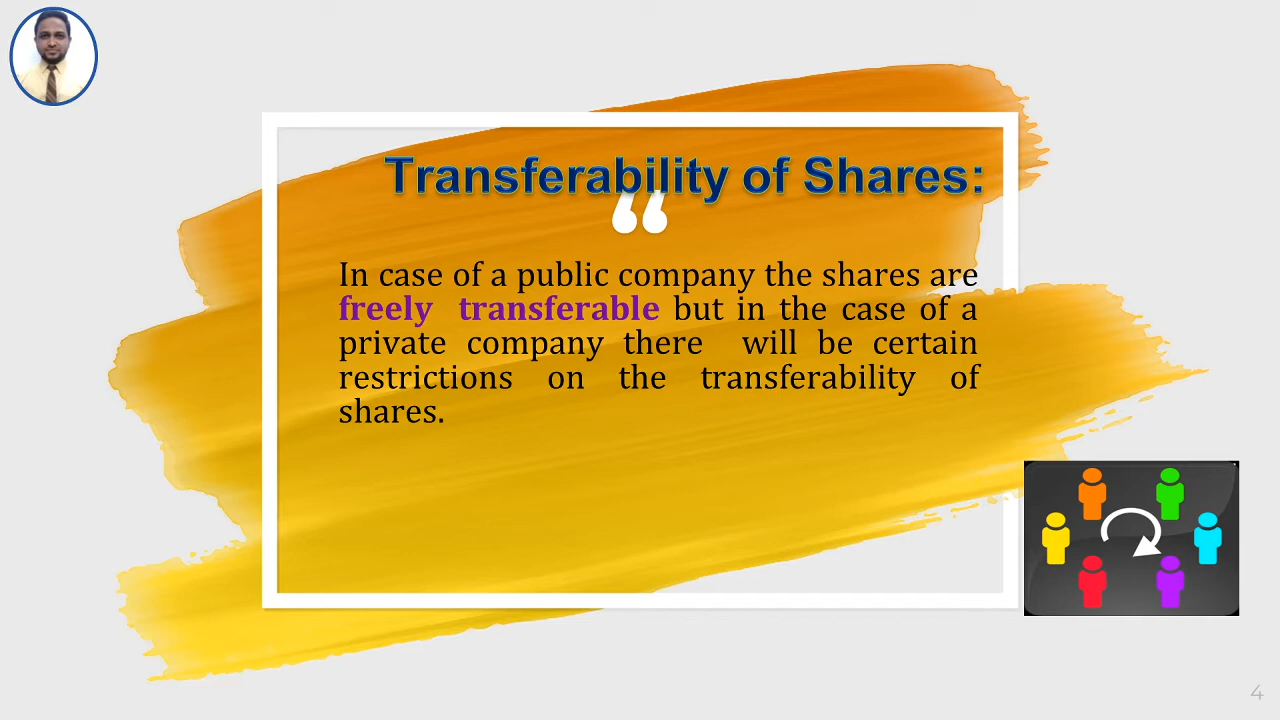 Transferability of Shares:
“
In case of a public company the shares are
freely transferable but in the case of a
private company there will be certain
restrictions on the transferability of
shares.
4